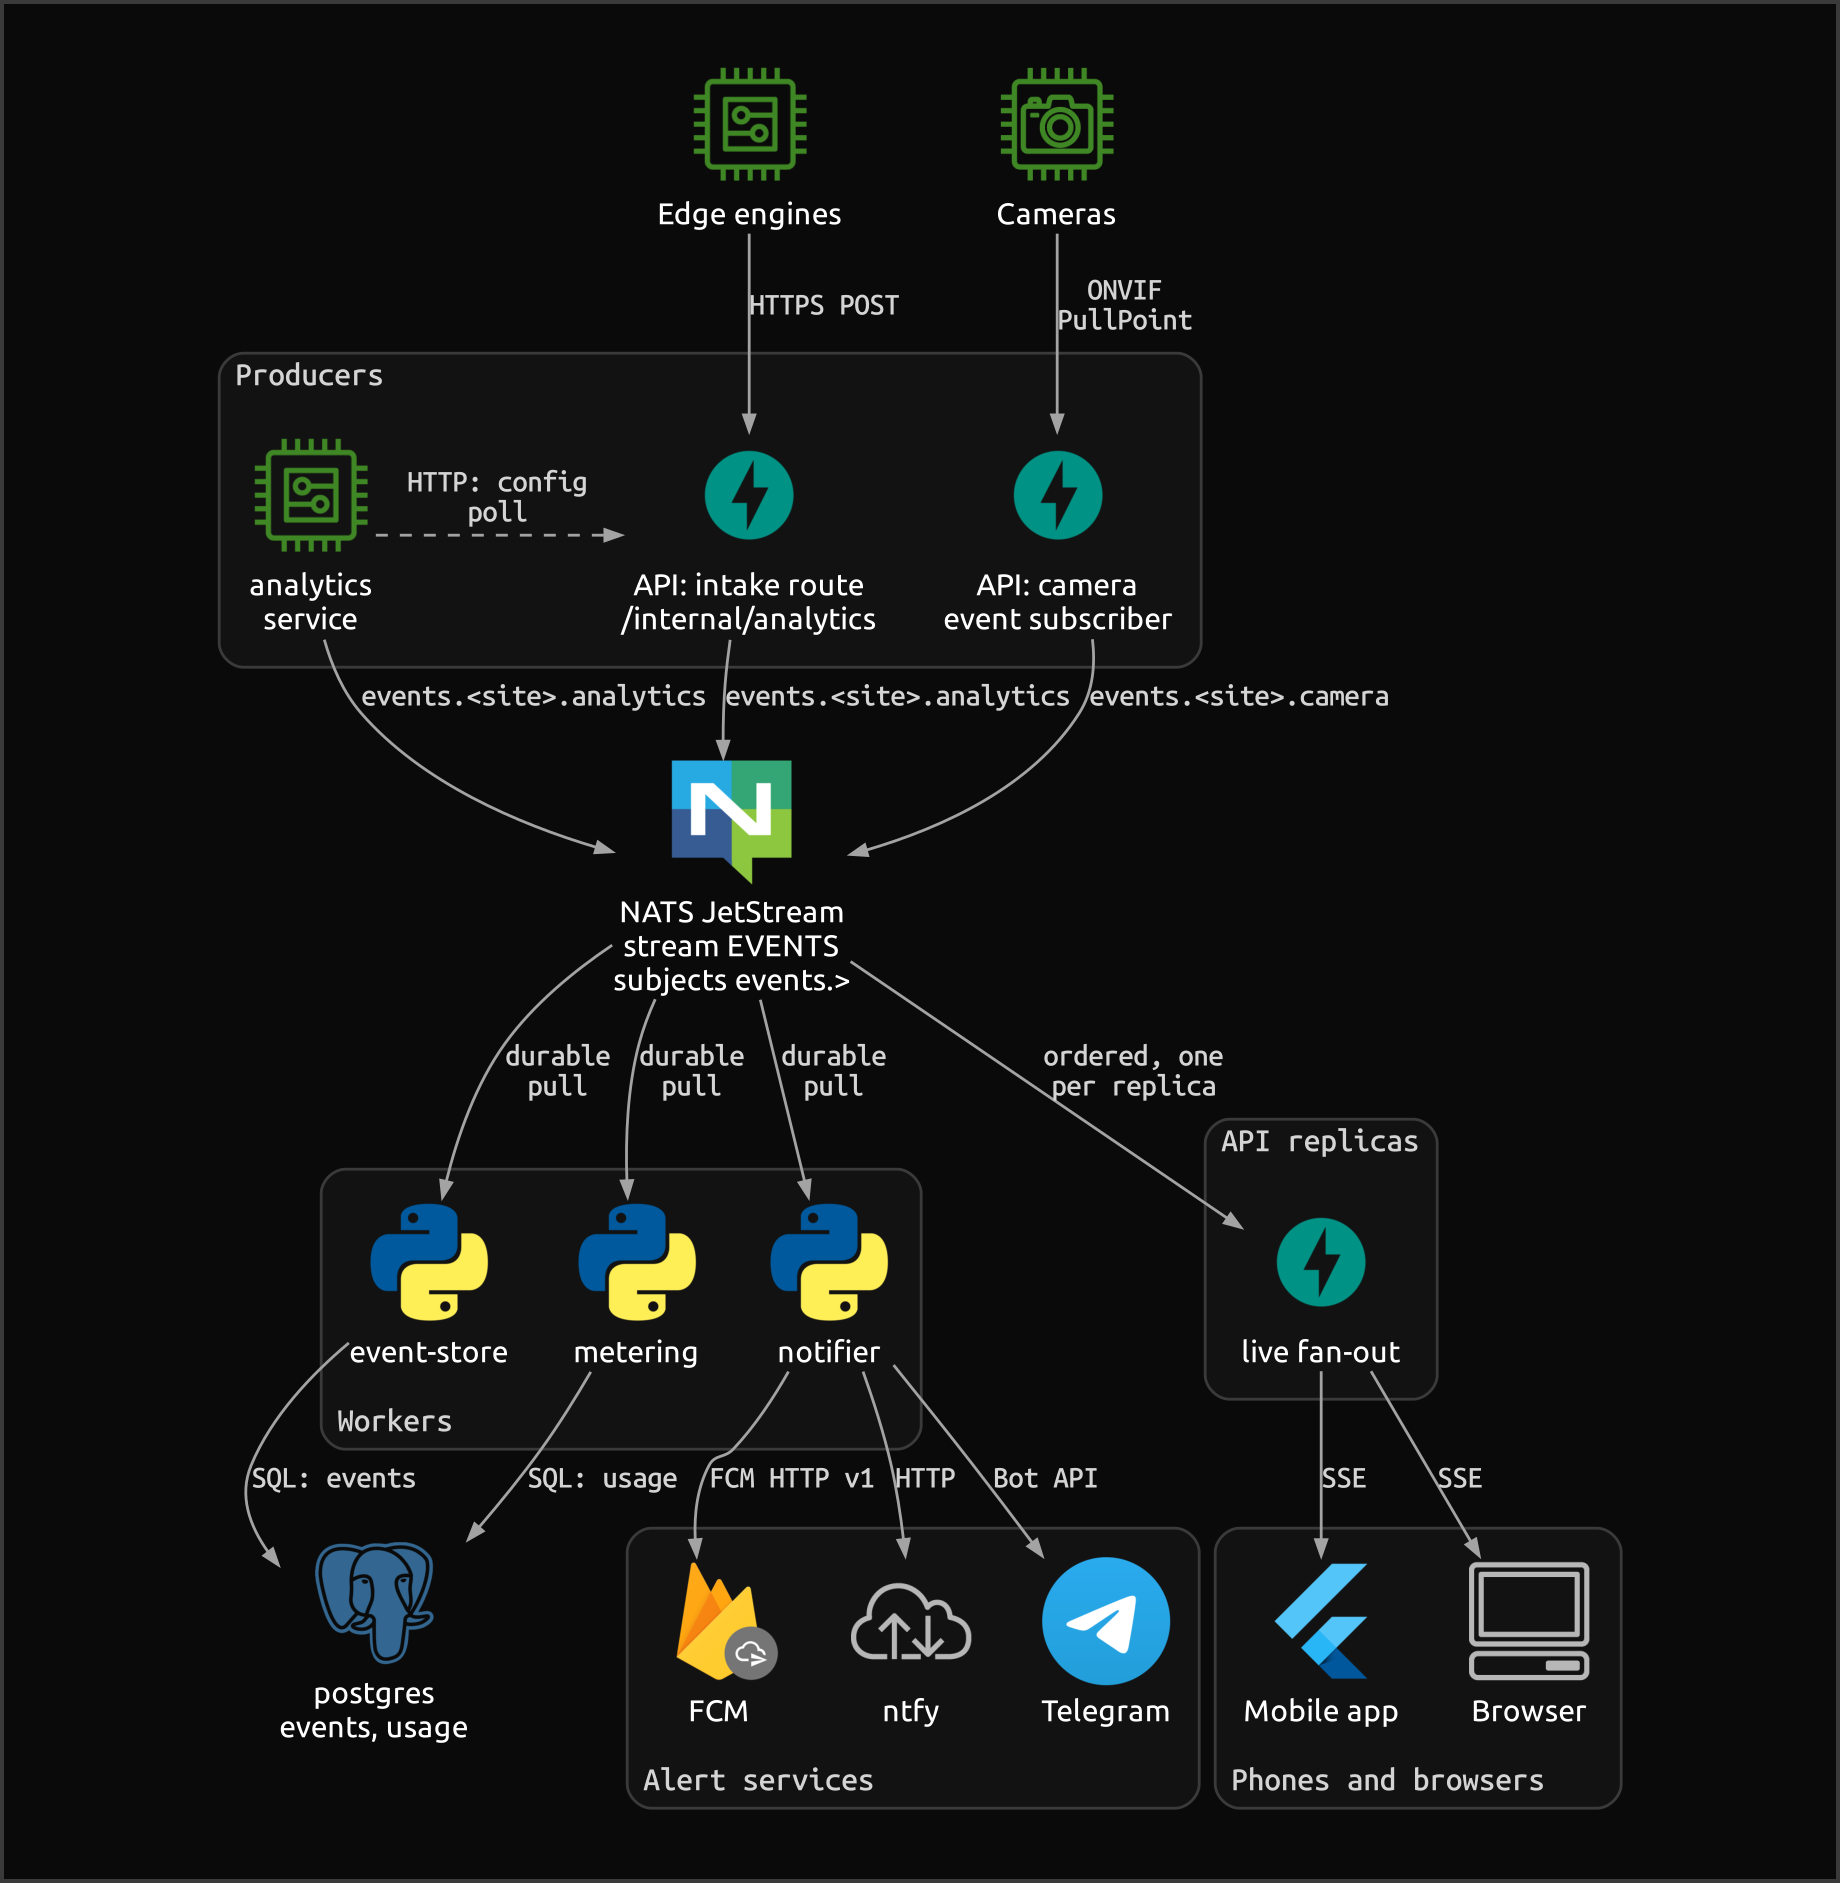 Edge engines
Cameras
HTTPS POST
ONVIF
PullPoint
Producers
HTTP: config
poll
analytics
service
API: intake route
/internal/analytics
API: camera
event subscriber
events.<site>.analytics
events.<site>.analytics
events.<site>.camera
N
NATS JetStream
stream EVENTS
subjects events.>
durable
pull
durable
pull
durable
pull
ordered, one
per replica
API replicas
event-store
metering
notifier
live fan-out
Workers
SQL: events
SQL: usage
FCM HTTP v1
HTTP
Bot API
SSE
SSE
postgres
events, usage
FCM
ntfy
Telegram
Mobile app
Browser
Alert services
Phones and browsers